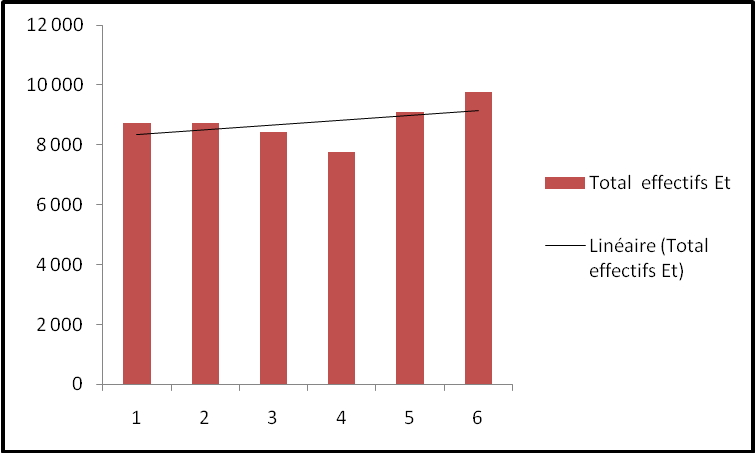 12 000
10 000
8 000
6 000
4 000
2 000
0
1 2 3 4 5 6
Total effectifs Et
Linéaire (Total
effectifs Et)